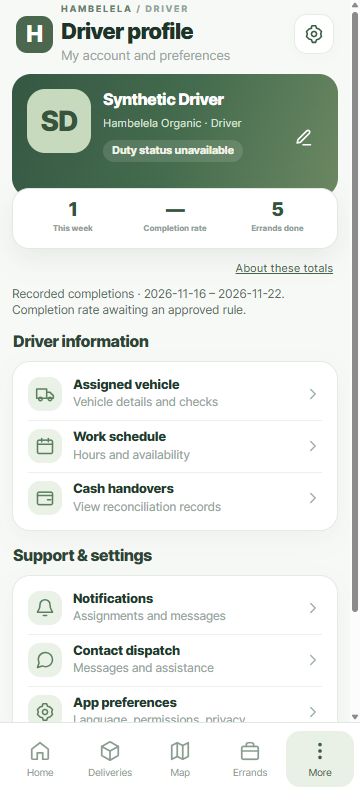 HAMBELELA / DRIVER
H
Driver profile
My account and preferences
SD
Synthetic Driver
Hambelela Organic · Driver
Duty status unavailable
1
This week
—
Completion rate
5
Errands done
About these totals
Recorded completions · 2026-11-16 – 2026-11-22.
Completion rate awaiting an approved rule.
Driver information
Assigned vehicle
Vehicle details and checks
Work schedule
Hours and availability
Cash handovers
View reconciliation records
Support & settings
Notifications
Assignments and messages
Contact dispatch
Messages and assistance
App preferences
Language, permissions, privacy
Home
Deliveries
Map
Errands
More